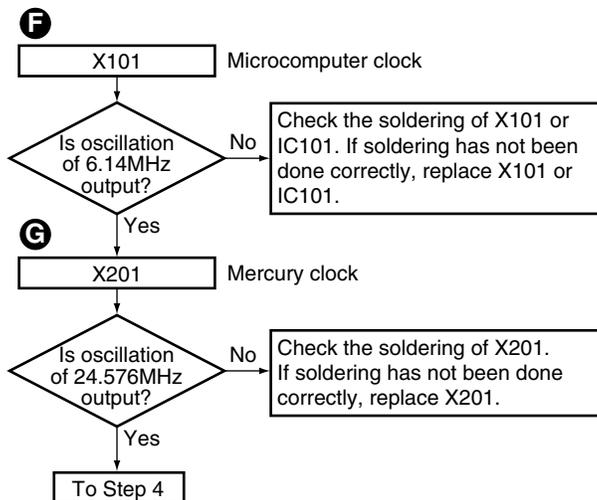 F
X101
Microcomputer clock
Is oscillation
of 6.14MHz
output?
No
Check the soldering of X101 or
IC101. If soldering has not been
done correctly, replace X101 or
IC101.
Yes
G
X201
Mercury clock
Is oscillation
of 24.576MHz
output?
No
Check the soldering of X201.
If soldering has not been done
correctly, replace X201.
Yes
To Step 4